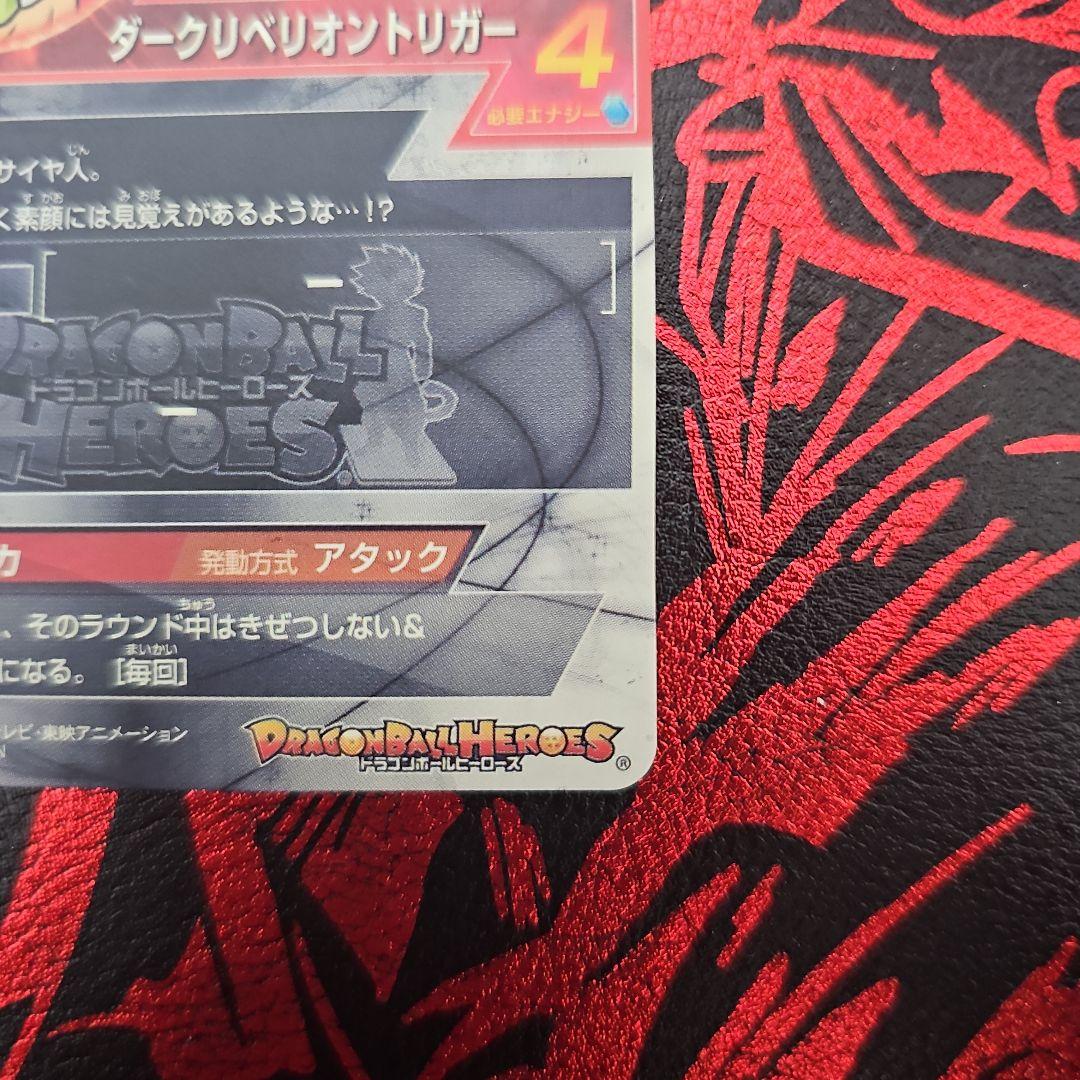 ダークリベリオントリガー
4
必要エナジー
サイヤ人。
く素顔には見覚えがあるような…!?
DRAGONBALL
ドラゴンボールヒーローズ
HEROES
カ
発動方式 アタック
、そのラウンド中はきぜつしない&
になる。[毎回]
レビ・東映アニメーション
N
DRAGONBALL HEROES
ドラゴンボールヒーローズ
®